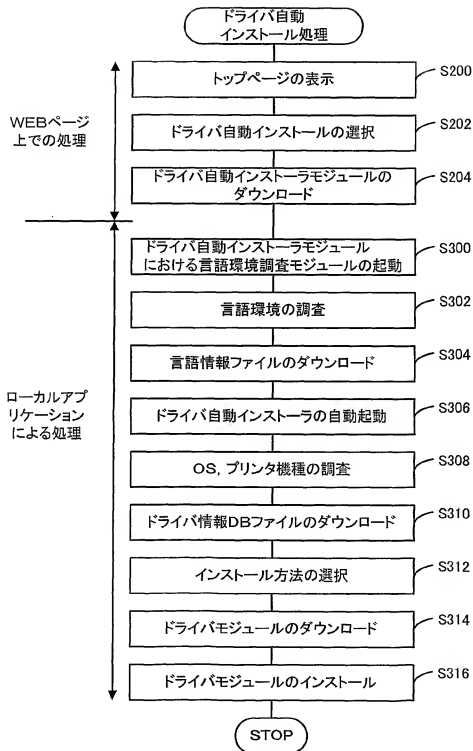 ドライバ自動
インストール処理
トップページの表示
S200
WEBページ
上での処理
ドライバ自動インストールの選択
S202
ドライバ自動インストーラモジュールの
ダウンロード
S204
ドライバ自動インストーラモジュール
における言語環境調査モジュールの起動
S300
言語環境の調査
S302
言語情報ファイルのダウンロード
S304
ローカルアプ
リケーション
による処理
ドライバ自動インストーラの自動起動
S306
OS, プリンタ機種の調査
S308
ドライバ情報DBファイルのダウンロード
S310
インストール方法の選択
S312
ドライバモジュールのダウンロード
S314
ドライバモジュールのインストール
S316
STOP